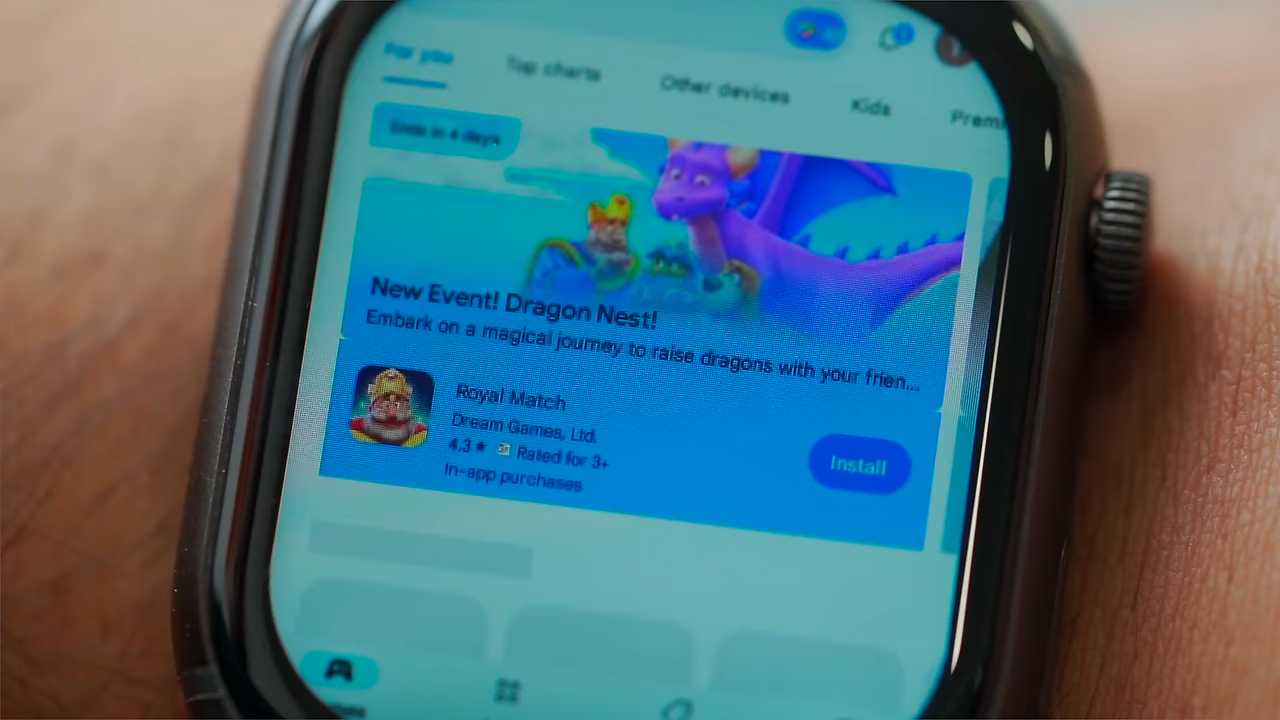 For you
Top charts
Other devices
Kids
Premi
Ends in 4 days
New Event! Dragon Nest!
Embark on a magical journey to raise dragons with your frien...
Royal Match
Dream Games, Ltd.
4.3 ★ Rated for 3+
In-app purchases
Install